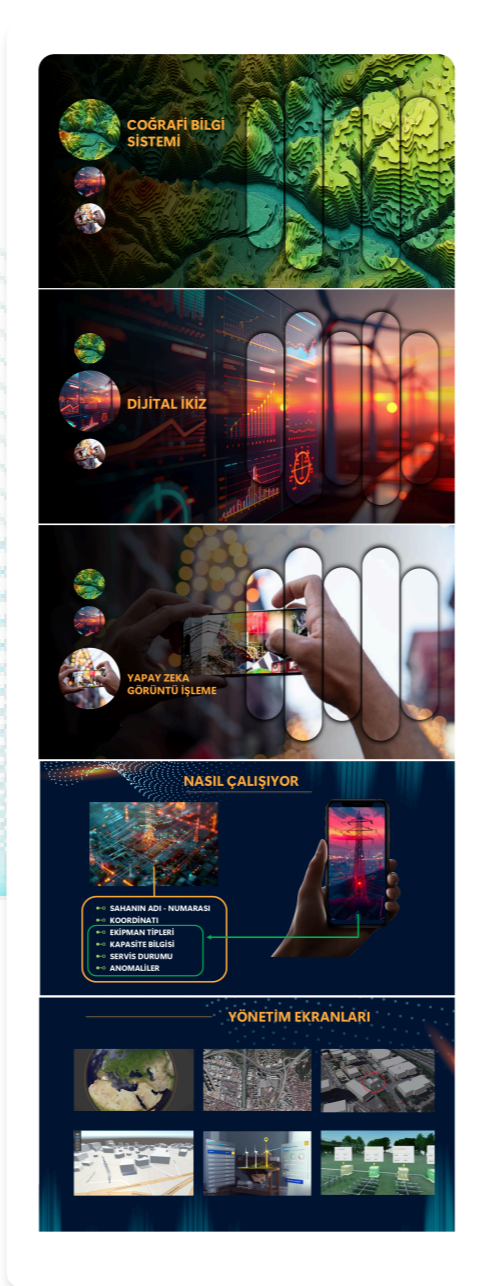 COĞRAFİ BİLGİ
SİSTEMİ
DİJİTAL İKİZ
YAPAY ZEKA
GÖRÜNTÜ İŞLEME
NASIL ÇALIŞIYOR
SAHANIN ADI - NUMARASI
KOORDİNATI
EKİPMAN TİPLERİ
KAPASİTE BİLGİSİ
SERVİS DURUMU
ANOMALİLER
YÖNETİM EKRANLARI